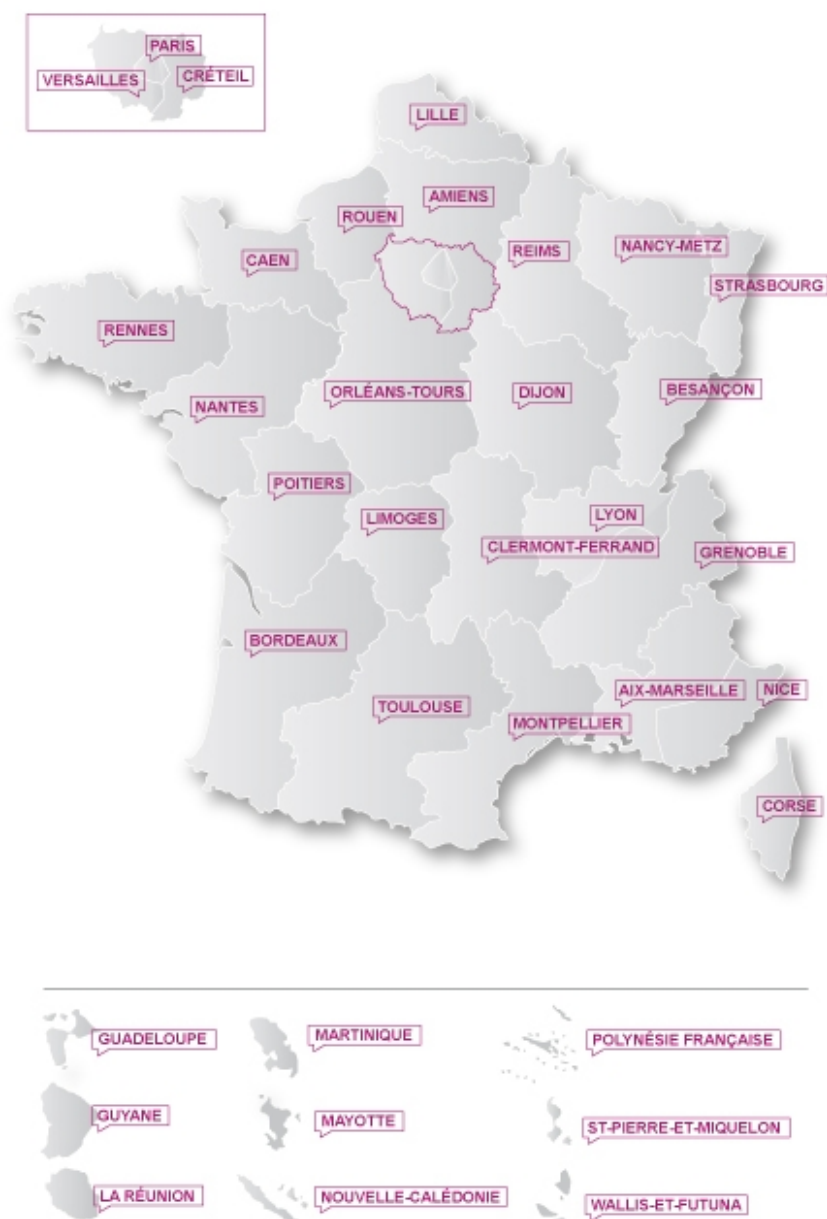 PARIS
VERSAILLES
CRÉTEIL
LILLE
AMIENS
ROUEN
CAEN
REIMS
NANCY-METZ
STRASBOURG
RENNES
NANTES
ORLÉANS-TOURS
DIJON
BESANÇON
POITIERS
LIMOGES
LYON
CLERMONT-FERRAND
GRENOBLE
BORDEAUX
TOULOUSE
AIX-MARSEILLE
NICE
MONTPELLIER
CORSE
GUADELOUPE
MARTINIQUE
POLYNÉSIE FRANÇAISE
GUYANE
MAYOTTE
ST-PIERRE-ET-MIQUELON
LA RÉUNION
NOUVELLE-CALÉDONIE
WALLIS-ET-FUTUNA